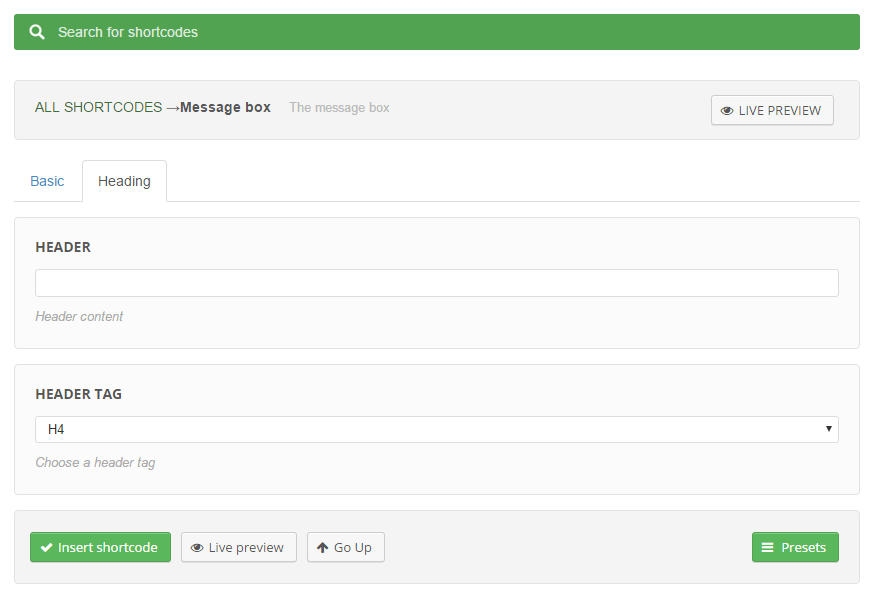 Search for shortcodes
ALL SHORTCODES →Message box The message box LIVE PREVIEW
Basic Heading
HEADER
Header content
HEADER TAG
H4
Choose a header tag
Insert shortcode Live preview Go Up Presets